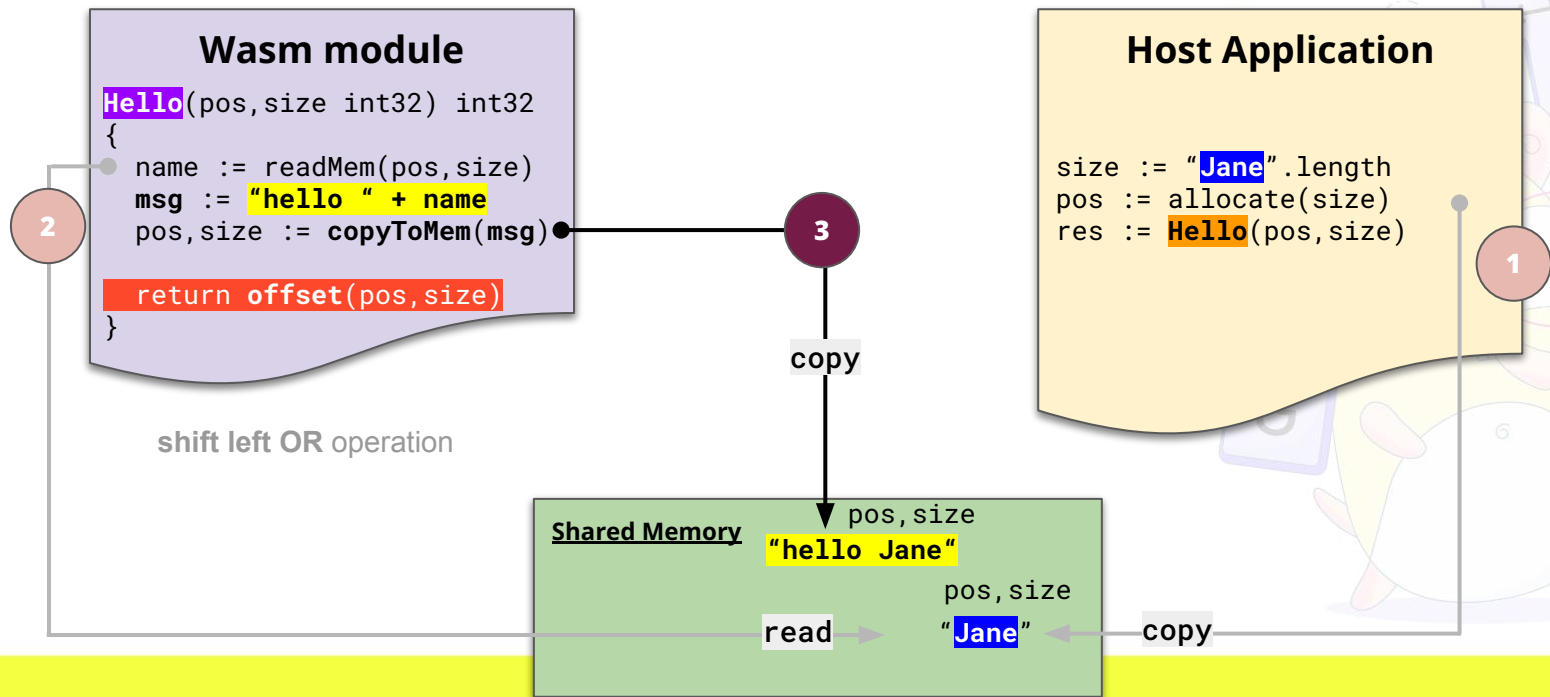 Wasm module
Hello(pos,size int32) int32
{
name := readMem(pos,size)
msg := "hello “ + name
pos,size := copyToMem(msg)
return offset(pos,size)
}
2
3
Host Application
size := “Jane”.length
pos := allocate(size)
res := Hello(pos,size)
1
copy
shift left OR operation
Shared Memory
pos,size
"hello Jane“
pos,size
read
“Jane”
copy